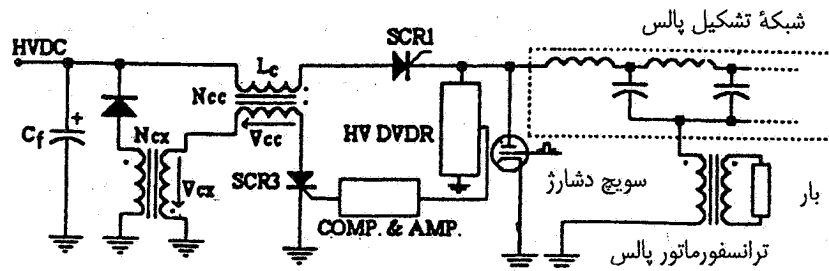 شبکهٔ تشکیل پالس
SCR1
HVDC
Lc
Ncc
Cf
+
Ncx
Vcc
Vcx
SCR3
HV DVDR
COMP. & AMP.
سویچ دشارژ
بار
ترانسفورماتور پالس